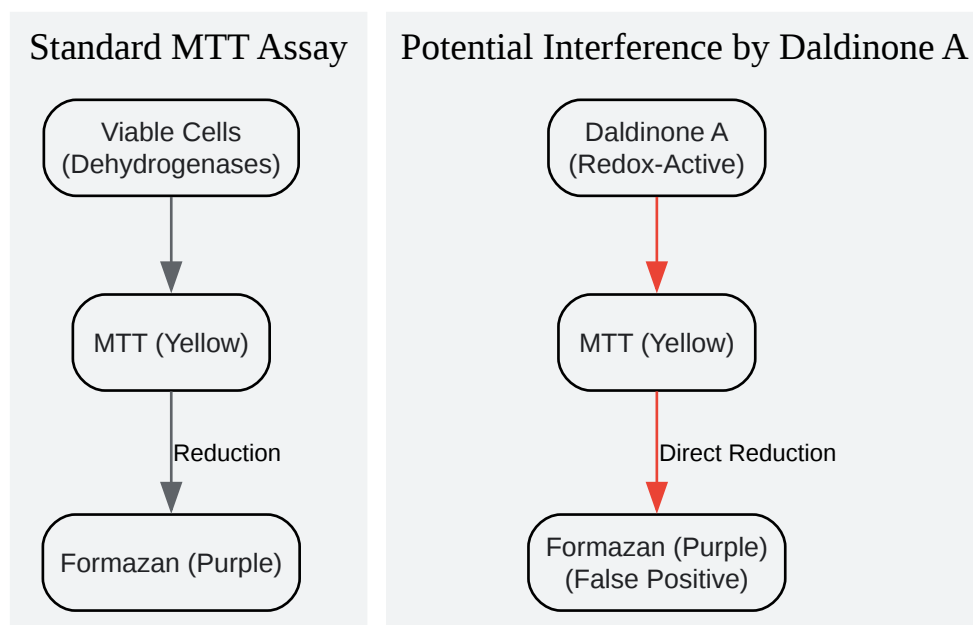 Standard MTT Assay
Viable Cells
(Dehydrogenases)
MTT (Yellow)
Reduction
Formazan (Purple)
Potential Interference by Daldinone A
Daldinone A
(Redox-Active)
MTT (Yellow)
Direct Reduction
Formazan (Purple)
(False Positive)